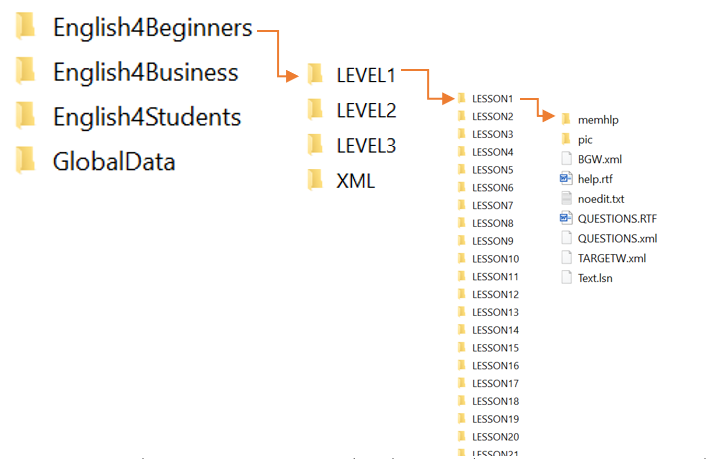 English4Beginners
English4Business
English4Students
GlobalData
LEVEL1
LEVEL2
LEVEL3
XML
LESSON1
LESSON2
LESSON3
LESSON4
LESSON5
LESSON6
LESSON7
LESSON8
LESSON9
LESSON10
LESSON11
LESSON12
LESSON13
LESSON14
LESSON15
LESSON16
LESSON17
LESSON18
LESSON19
LESSON20
LESSON21
memhlp
pic
BGW.xml
help.rtf
noedit.txt
QUESTIONS.RTF
QUESTIONS.xml
TARGETW.xml
Text.lsn